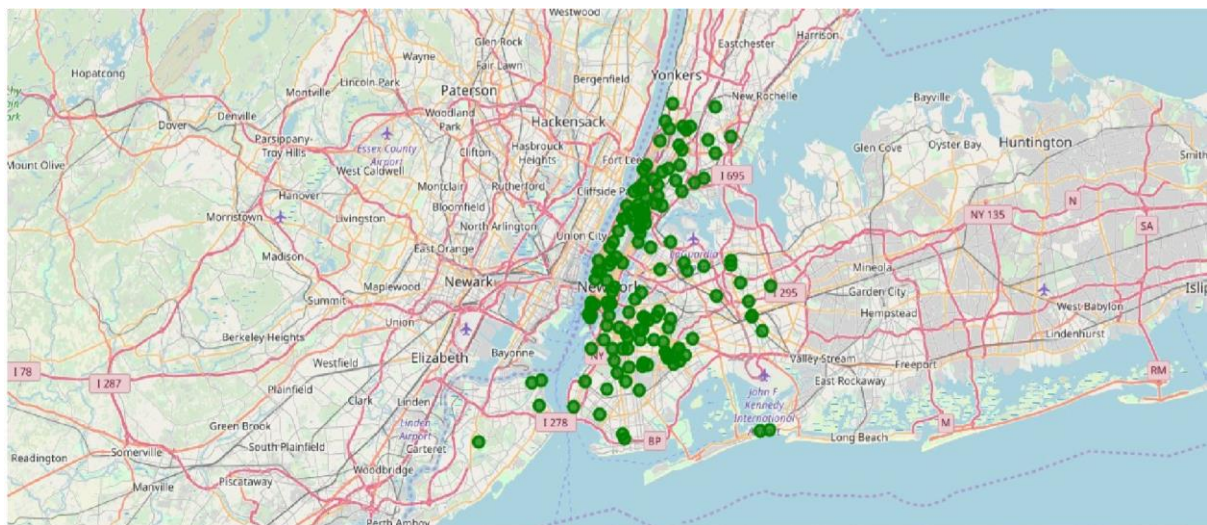 Westwood
Harrison
Eastchester
Glen Rock
Wayne
Fair Lawn
Hopatcong
Lincoln Park
Bergenfield
Yonkers
Montville
Paterson
New Rochelle
Bayville
Denville
Woodland
Park
Hackensack
Dover
Parsippany-
Troy Hills
Essex County
Airport
Clifton
Hasbrouck
Heights
Fort Lee
Glen Cove
Oyster Bay
Huntington
Mount Olive
West Caldwell
Smith
Hanover
Montclair
Rutherford
Cliffside
I 695
Bloomfield
N
Morristown
Livingston
North Arlington
NY 135
SA
East Orange
Union City
Madison
Mineola
Newark
New York
Maplewood
I 295
Garden City
Islip
Summit
West Babylon
Union
Hempstead
Berkeley Heights
Lindenhurst
Elizabeth
Bayonne
NY
Valley Stream
Freeport
Westfield
I 78
I 287
Plainfield
East Rockaway
RM
Clark
Linden
John F
Kennedy
International
Green Brook
Linden
Airport
I 278
M
South Plainfield
Carteret
BP
Long Beach
Readington
Somerville
Woodbridge
Manville
Piscataway
Perth Amboy